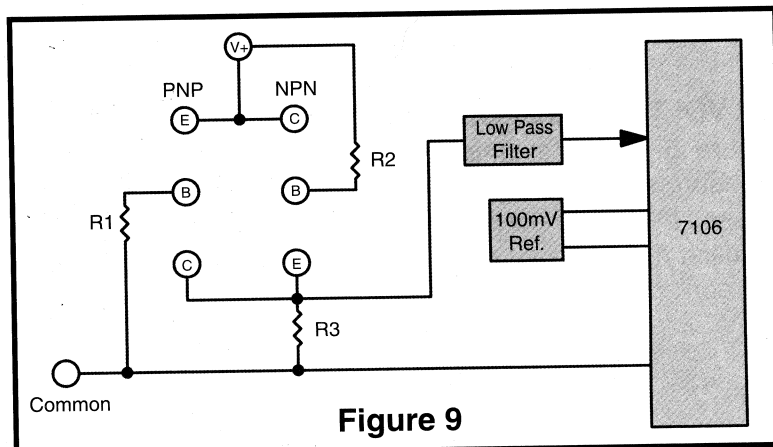 V+
PNP
NPN
E
C
Low Pass
Filter
R2
B
B
R1
100mV
Ref.
7106
C
E
R3
Common
Figure 9